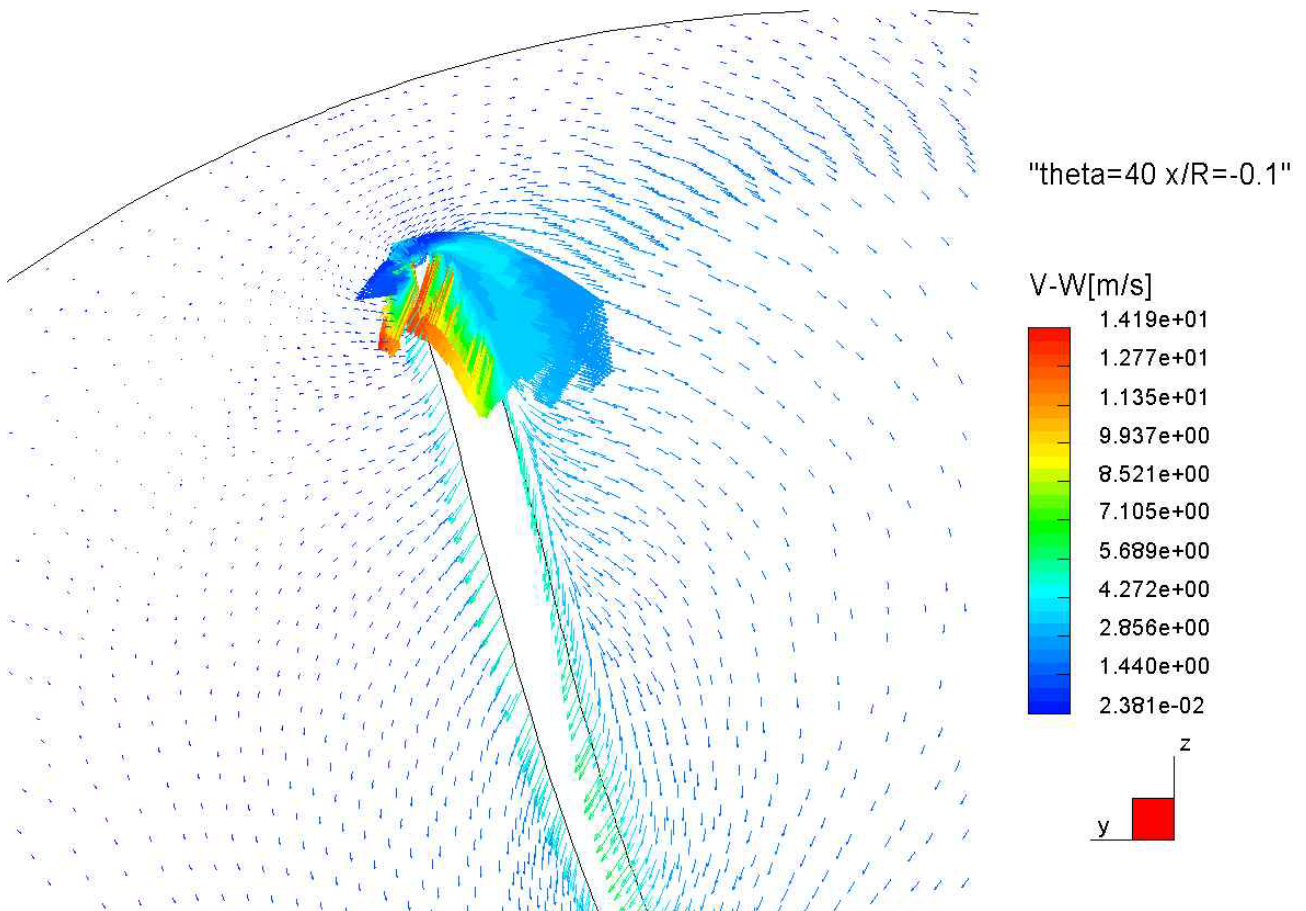 "theta=40 x/R=-0.1"
V-W[m/s]
1.419e+01
1.277e+01
1.135e+01
9.937e+00
8.521e+00
7.105e+00
5.689e+00
4.272e+00
2.856e+00
1.440e+00
2.381e-02
z
y